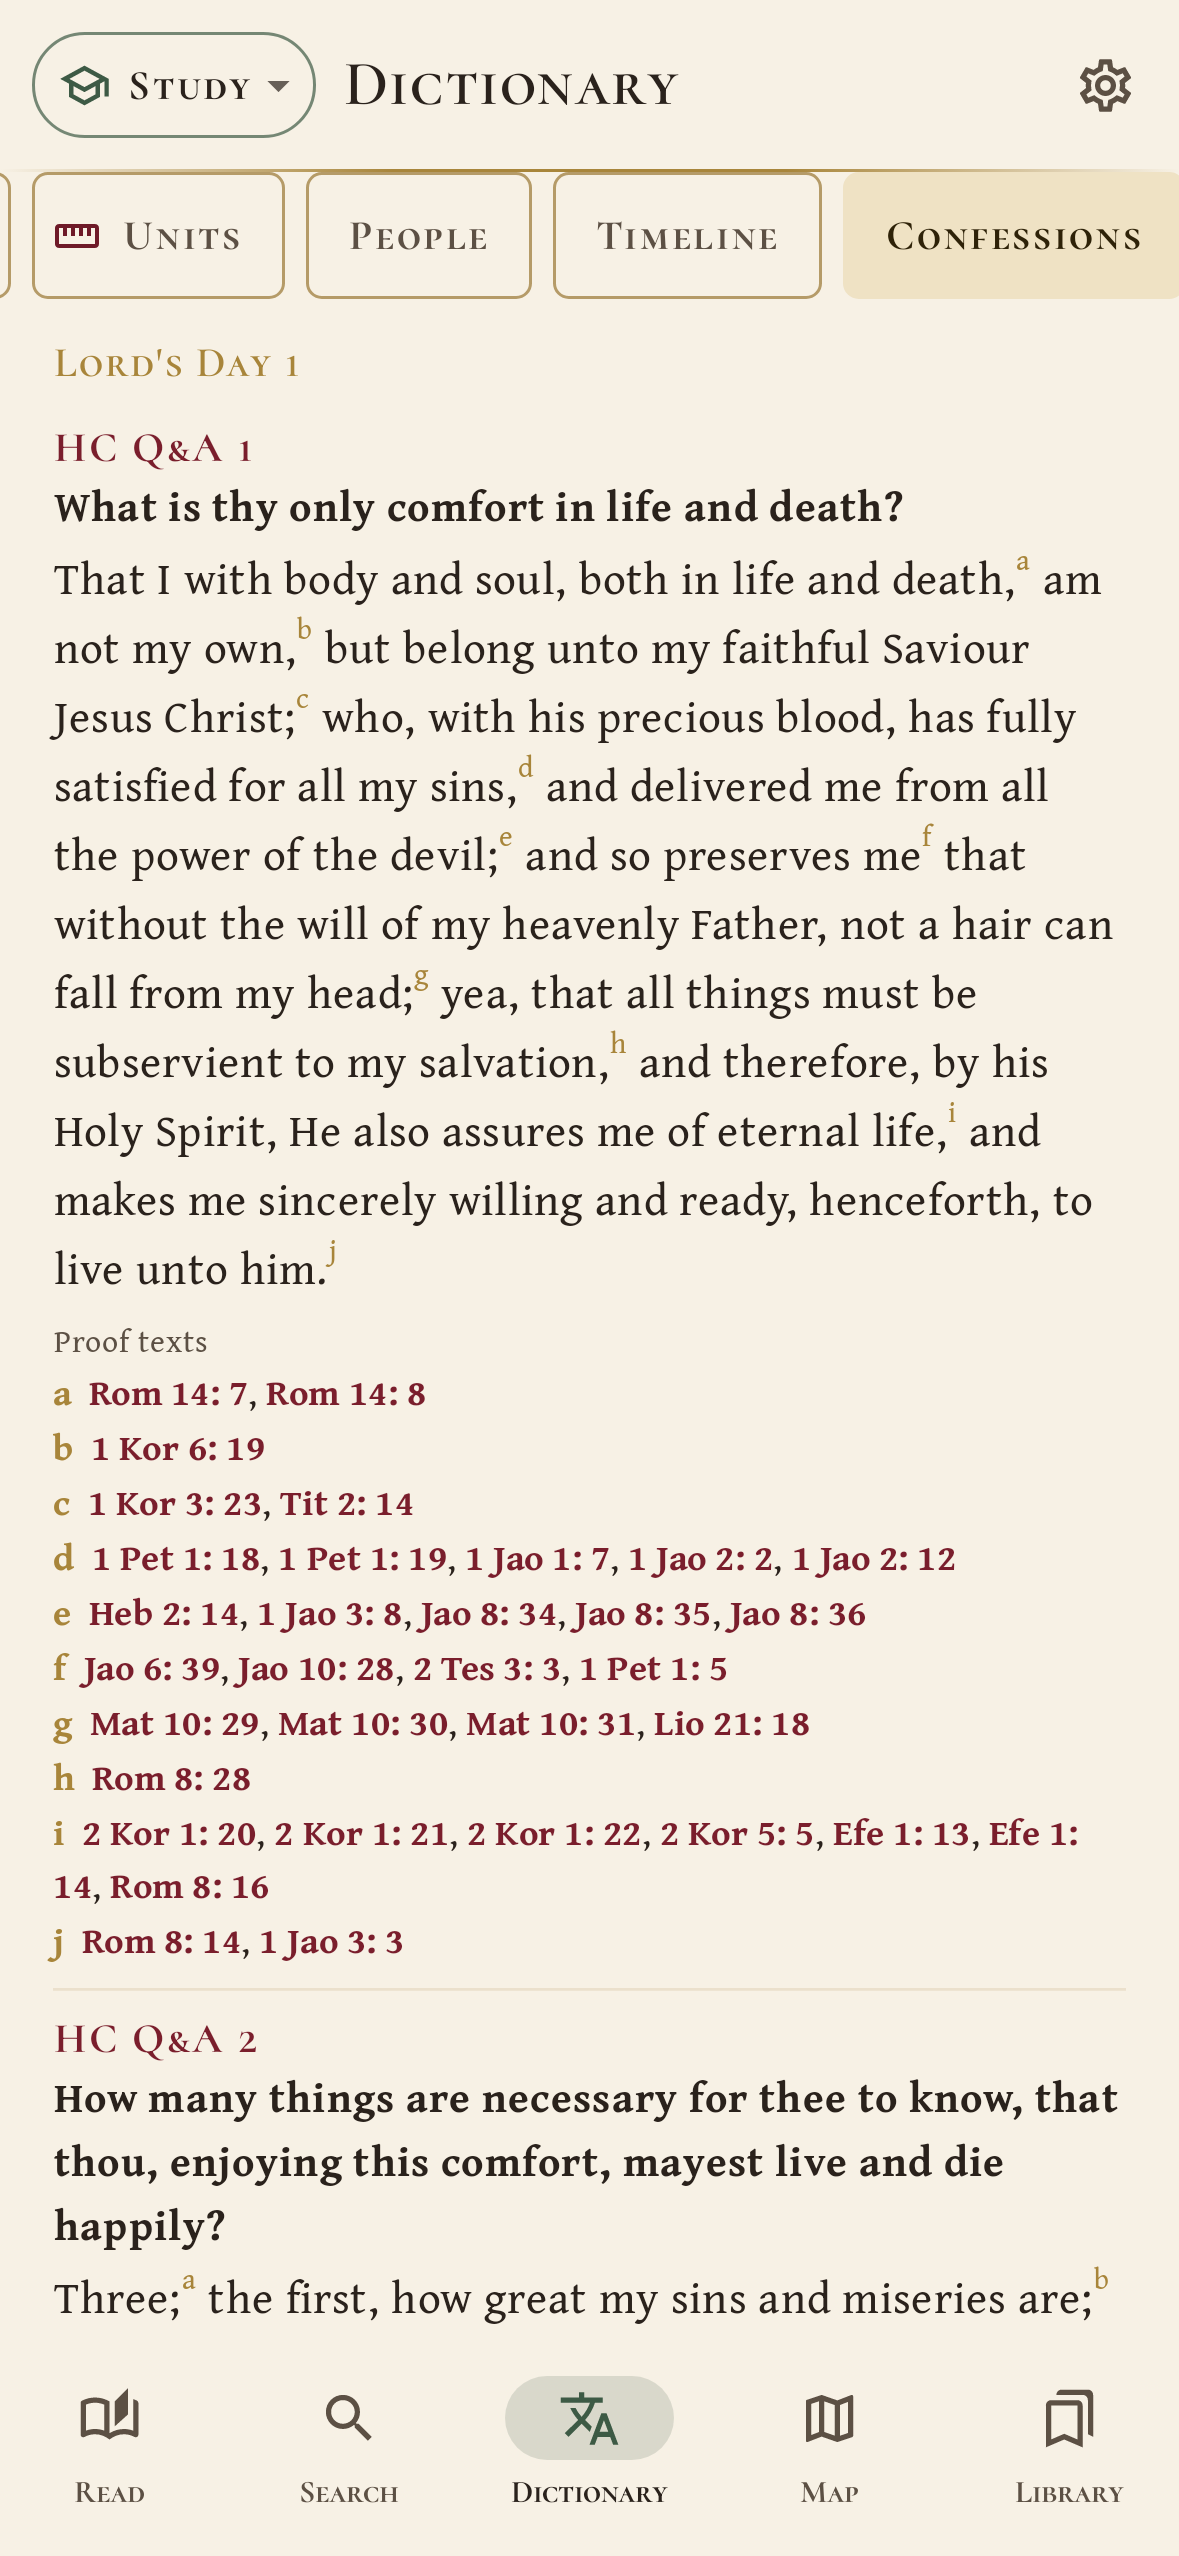 Study
Dictionary
Units
People
Timeline
Confessions
Lord's Day 1
HC Q&A 1
What is thy only comfort in life and death?
That I with body and soul, both in life and death,a am
not my own,b but belong unto my faithful Saviour
Jesus Christ;c who, with his precious blood, has fully
satisfied for all my sins,d and delivered me from all
the power of the devil;e and so preserves mef that
without the will of my heavenly Father, not a hair can
fall from my head;g yea, that all things must be
subservient to my salvation,h and therefore, by his
Holy Spirit, He also assures me of eternal life,i and
makes me sincerely willing and ready, henceforth, to
live unto him.j
Proof texts
a Rom 14: 7, Rom 14: 8
b 1 Kor 6: 19
c 1 Kor 3: 23, Tit 2: 14
d 1 Pet 1: 18, 1 Pet 1: 19, 1 Jao 1: 7, 1 Jao 2: 2, 1 Jao 2: 12
e Heb 2: 14, 1 Jao 3: 8, Jao 8: 34, Jao 8: 35, Jao 8: 36
f Jao 6: 39, Jao 10: 28, 2 Tes 3: 3, 1 Pet 1: 5
g Mat 10: 29, Mat 10: 30, Mat 10: 31, Lio 21: 18
h Rom 8: 28
i 2 Kor 1: 20, 2 Kor 1: 21, 2 Kor 1: 22, 2 Kor 5: 5, Efe 1: 13, Efe 1:
14, Rom 8: 16
j Rom 8: 14, 1 Jao 3: 3
HC Q&A 2
How many things are necessary for thee to know, that
thou, enjoying this comfort, mayest live and die
happily?
Three;a the first, how great my sins and miseries are;b
Read
Search
Dictionary
Map
Library